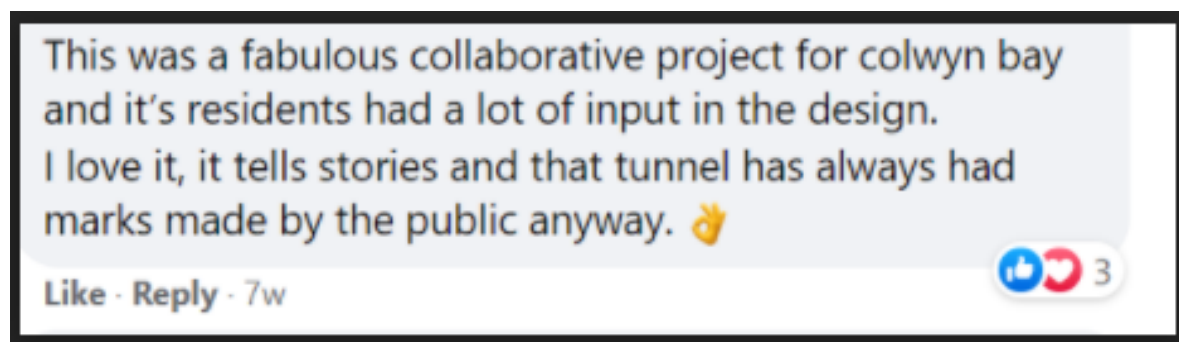 This was a fabulous collaborative project for colwyn bay
and it's residents had a lot of input in the design.
I love it, it tells stories and that tunnel has always had
marks made by the public anyway. 👌
Like · Reply · 7w
3